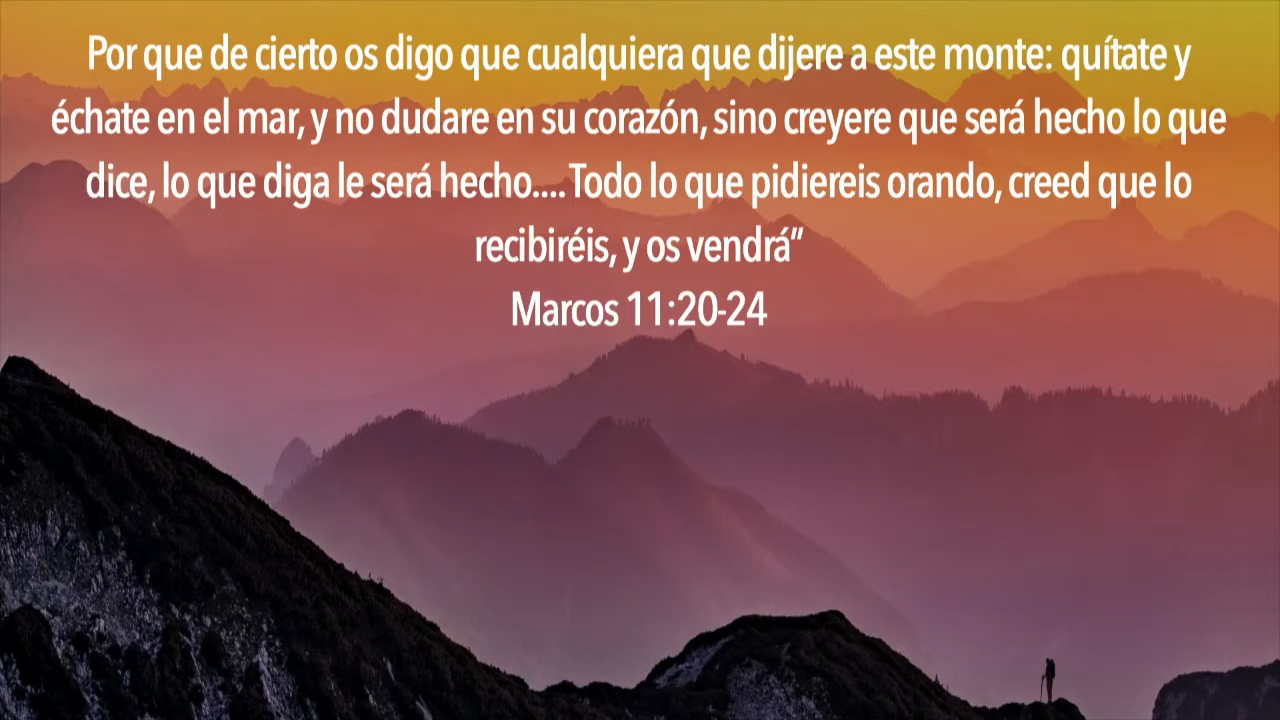 Por que de cierto os digo que cualquiera que dijere a este monte: quítate y
échate en el mar, y no dudare en su corazón, sino creyere que será hecho lo que
dice, lo que diga le será hecho.... Todo lo que pidiereis orando, creed que lo
recibiréis, y os vendrá”
Marcos 11:20-24